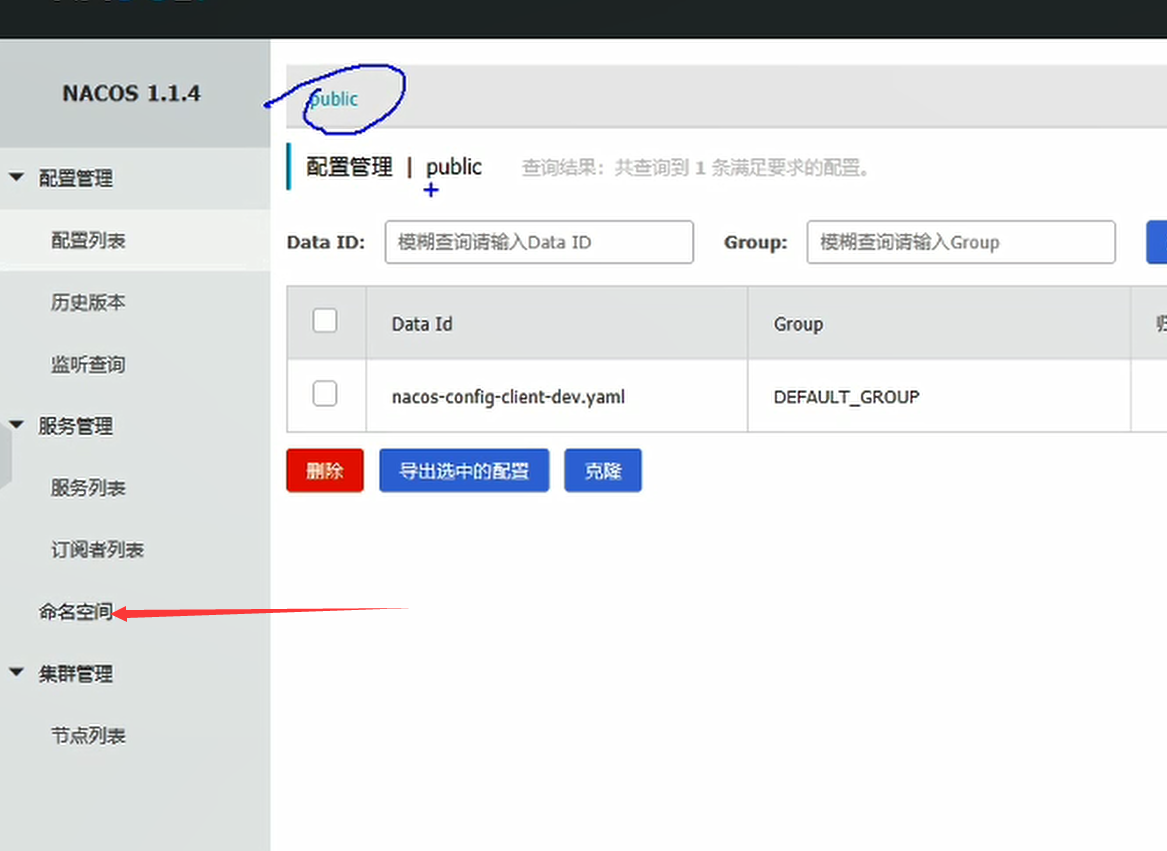 NACOS 1.1.4
配置管理
配置列表
历史版本
监听查询
服务管理
服务列表
订阅者列表
命名空间
集群管理
节点列表
public
配置管理 | public 查询结果：共查询到 1 条满足要求的配置。
Data ID: 模糊查询请输入Data ID Group: 模糊查询请输入Group
Data Id Group
nacos-config-client-dev.yaml DEFAULT_GROUP
删除 导出选中的配置 克隆